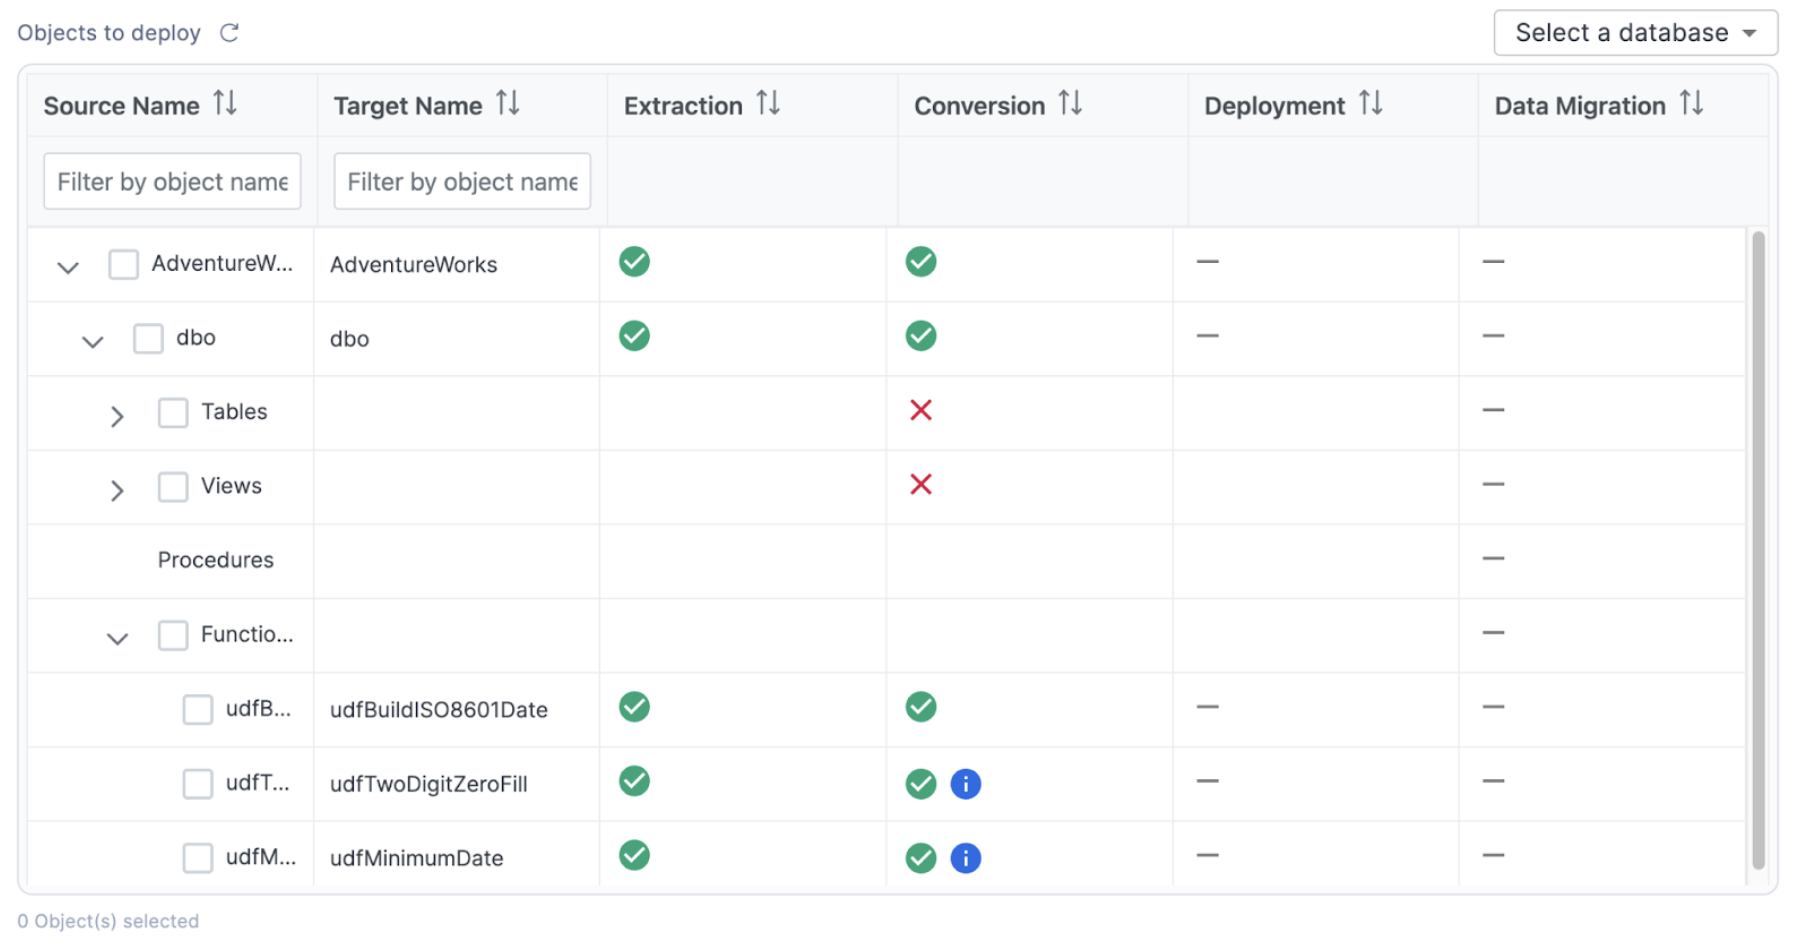 Objects to deploy
Select a database
Source Name Target Name Extraction Conversion Deployment Data Migration
Filter by object name Filter by object name
AdventureW... AdventureWorks
dbo dbo
Tables
Views
Procedures
Functio...
udfB... udfBuildISO8601Date
udfT... udfTwoDigitZeroFill
udfM... udfMinimumDate
0 Object(s) selected